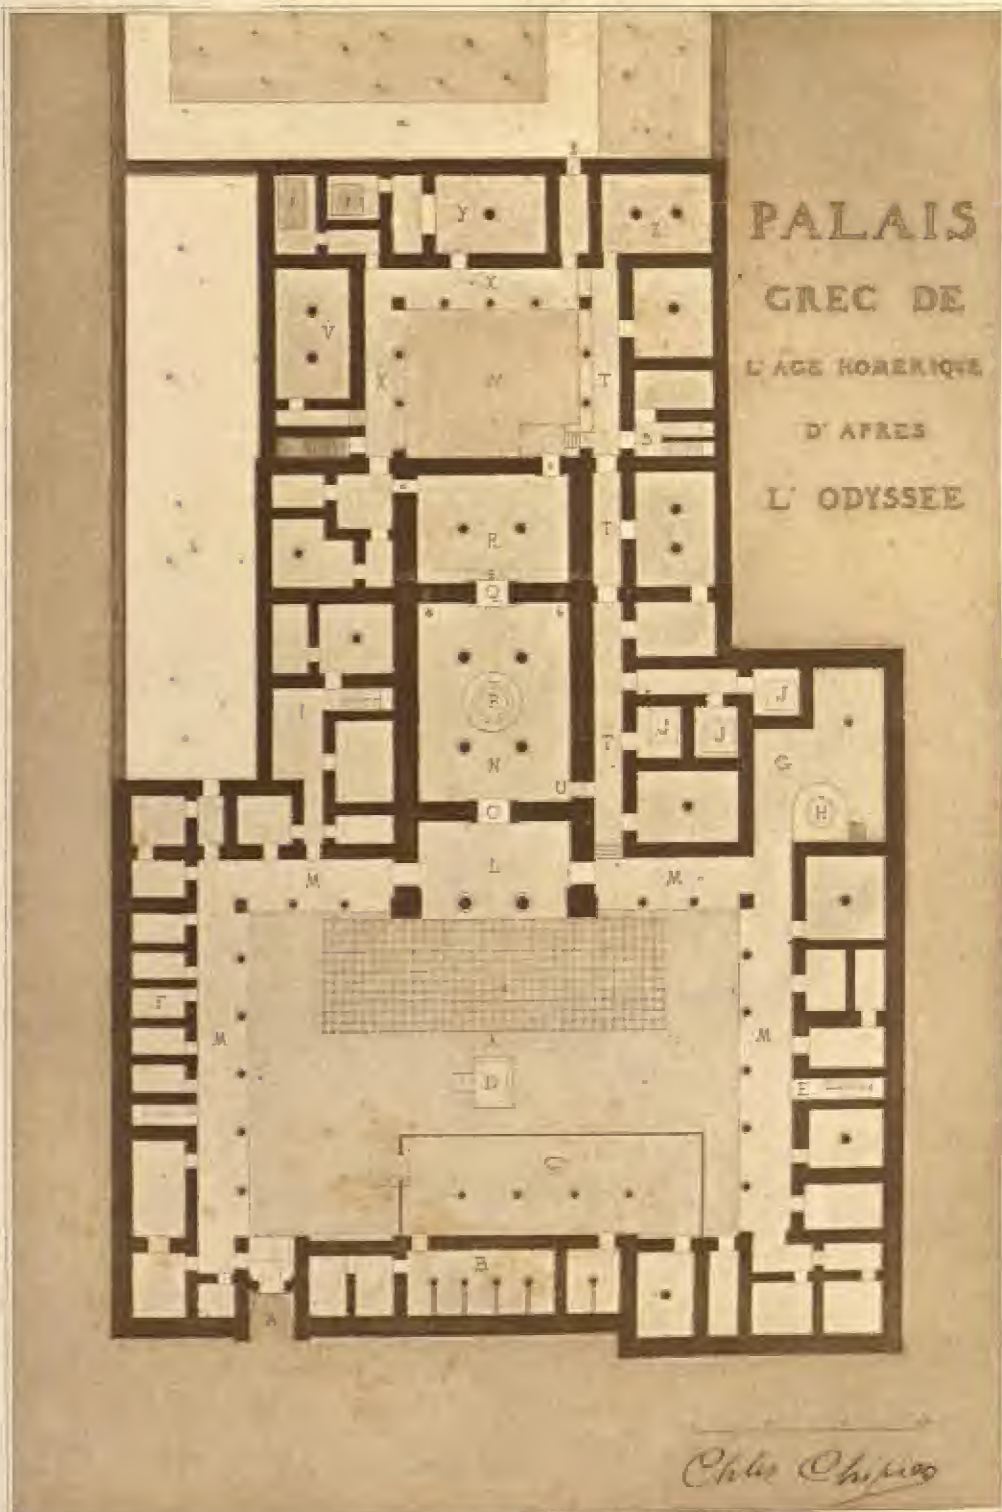 PALAIS
GREC DE
L'AGE HOMERIQUE
D'APRES
L'ODYSSEE
Y
Z
X
V
X
T
S
R
T
Q
P
I
J
J
J
N
T
U
G
O
H
L
M
M
F
M
M
D
E
C
B
A
Chles Chipiez